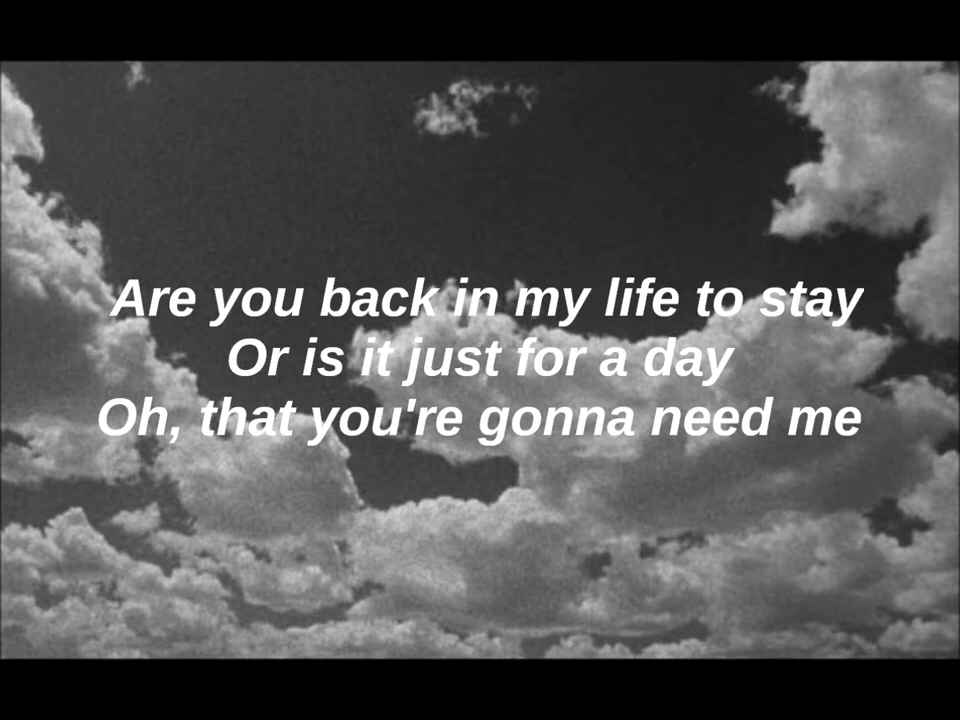 Are you back in my life to stay
Or is it just for a day
Oh, that you're gonna need me